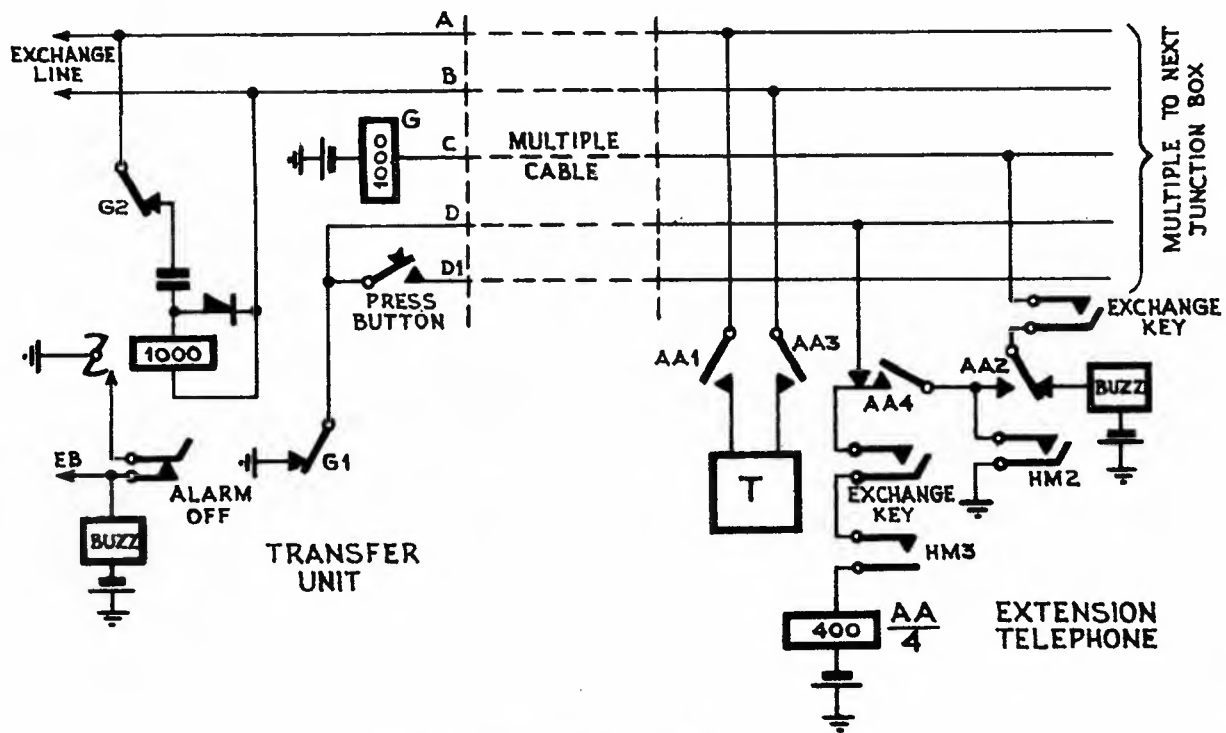 A
EXCHANGE
LINE
B
G
1000
C
MULTIPLE
CABLE
G2
D
D1
PRESS
BUTTON
MULTIPLE TO NEXT
JUNCTION BOX
1000
EXCHANGE
KEY
AA1
AA3
AA2
BUZZ
AA4
EB
G1
ALARM
OFF
T
HM2
EXCHANGE
KEY
BUZZ
TRANSFER
UNIT
HM3
400
AA
4
EXTENSION
TELEPHONE